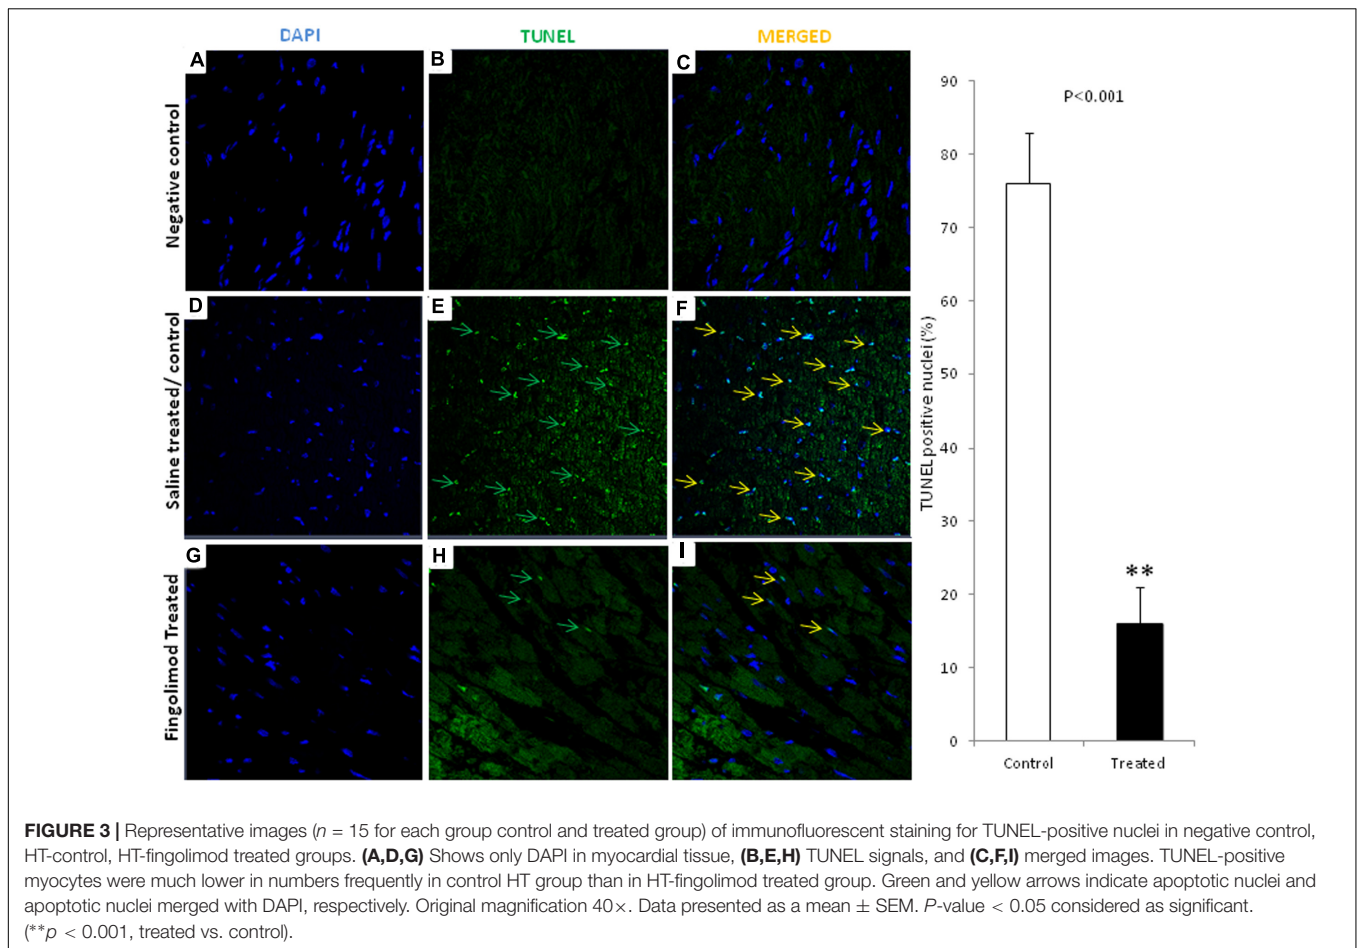 DAPI TUNEL MERGED
A B C
Negative control
D E F
Saline treated/ control
G H I
Fingolimod Treated
P<0.001
90
80
70
60
50
40
30
20
10
0
TUNEL positive nuclei (%)
**
Control Treated
FIGURE 3 | Representative images (n = 15 for each group control and treated group) of immunofluorescent staining for TUNEL-positive nuclei in negative control,
HT-control, HT-fingolimod treated groups. (A,D,G) Shows only DAPI in myocardial tissue, (B,E,H) TUNEL signals, and (C,F,I) merged images. TUNEL-positive
myocytes were much lower in numbers frequently in control HT group than in HT-fingolimod treated group. Green and yellow arrows indicate apoptotic nuclei and
apoptotic nuclei merged with DAPI, respectively. Original magnification 40×. Data presented as a mean ± SEM. P-value < 0.05 considered as significant.
(**p < 0.001, treated vs. control).